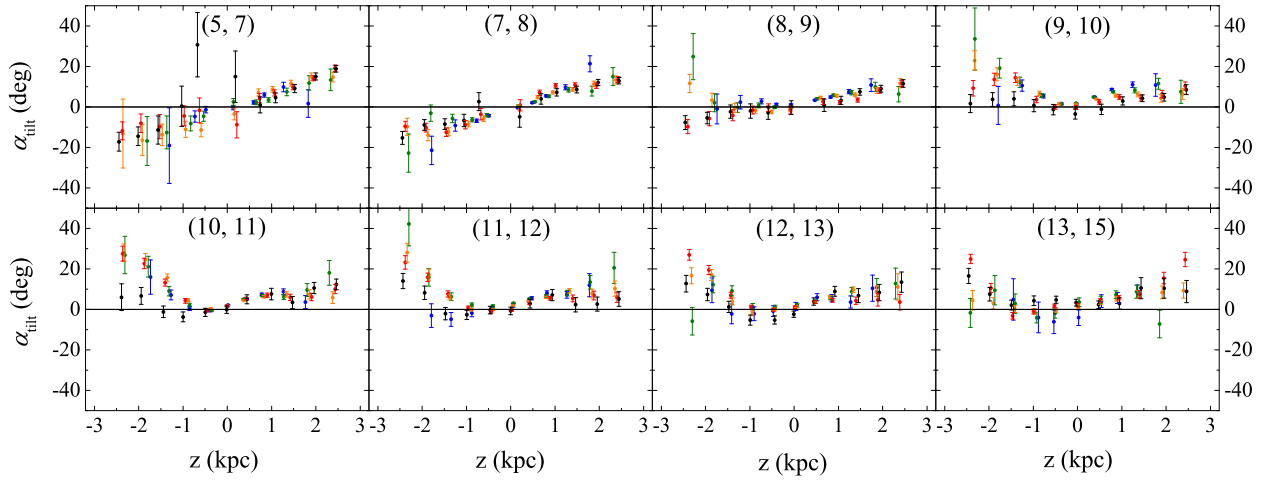 (5, 7) (7, 8) (8, 9) (9, 10)
40 40
20 20
0 0
-20 -20
-40 -40
α_tilt (deg)
(10, 11) (11, 12) (12, 13) (13, 15)
40 40
20 20
0 0
-20 -20
-40 -40
α_tilt (deg)
-3 -2 -1 0 1 2 -3 -2 -1 0 1 2 -3 -2 -1 0 1 2 -3 -2 -1 0 1 2 3
z (kpc) z (kpc) z (kpc) z (kpc)